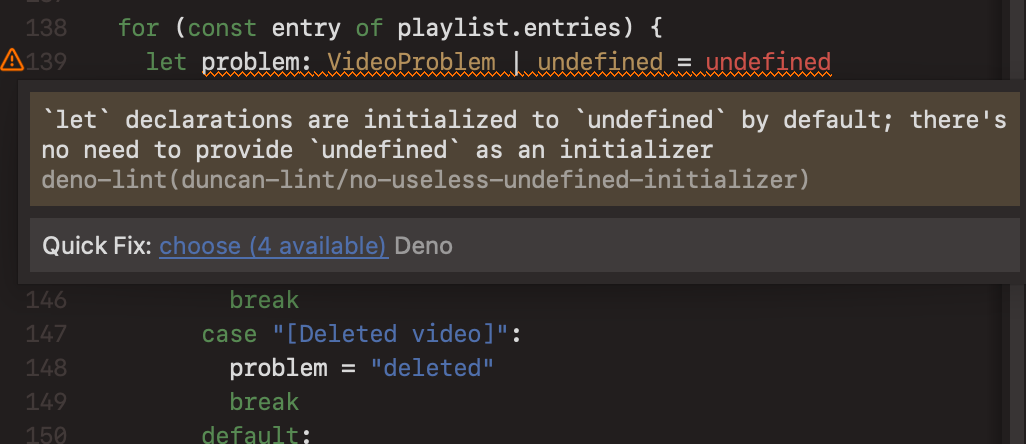 138 for (const entry of playlist.entries) {
139 let problem: VideoProblem | undefined = undefined
`let` declarations are initialized to `undefined` by default; there's
no need to provide `undefined` as an initializer
deno-lint(duncan-lint/no-useless-undefined-initializer)
Quick Fix: choose (4 available) Deno
146 break
147 case "[Deleted video]":
148 problem = "deleted"
149 break
150 default: